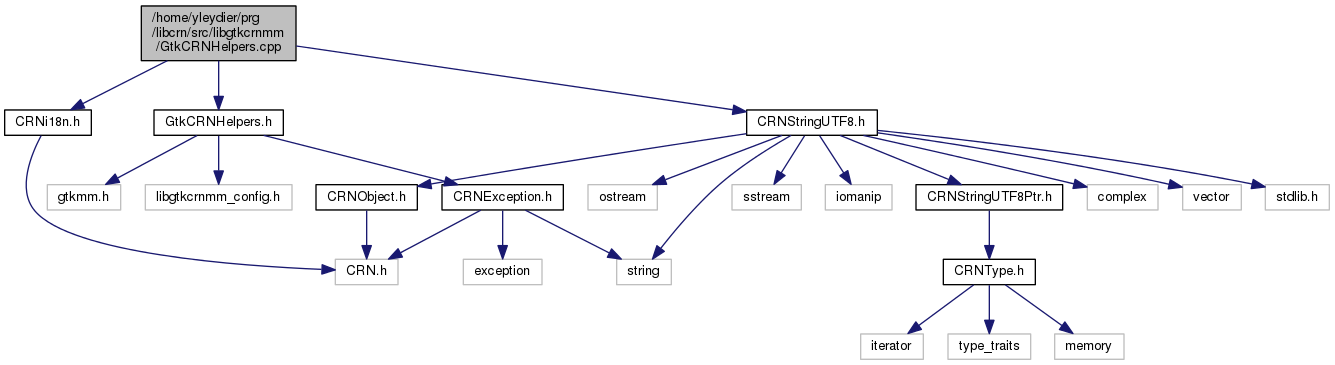 /home/yleydier/prg
/libcrn/src/libgtkcrnmm
/GtkCRNHelpers.cpp
CRNi18n.h
GtkCRNHelpers.h
CRNStringUTF8.h
gtkmm.h
libgtkcrnmm_config.h
CRNObject.h
CRNException.h
ostream
sstream
iomanip
CRNStringUTF8Ptr.h
complex
vector
stdlib.h
CRN.h
exception
string
CRNType.h
iterator
type_traits
memory